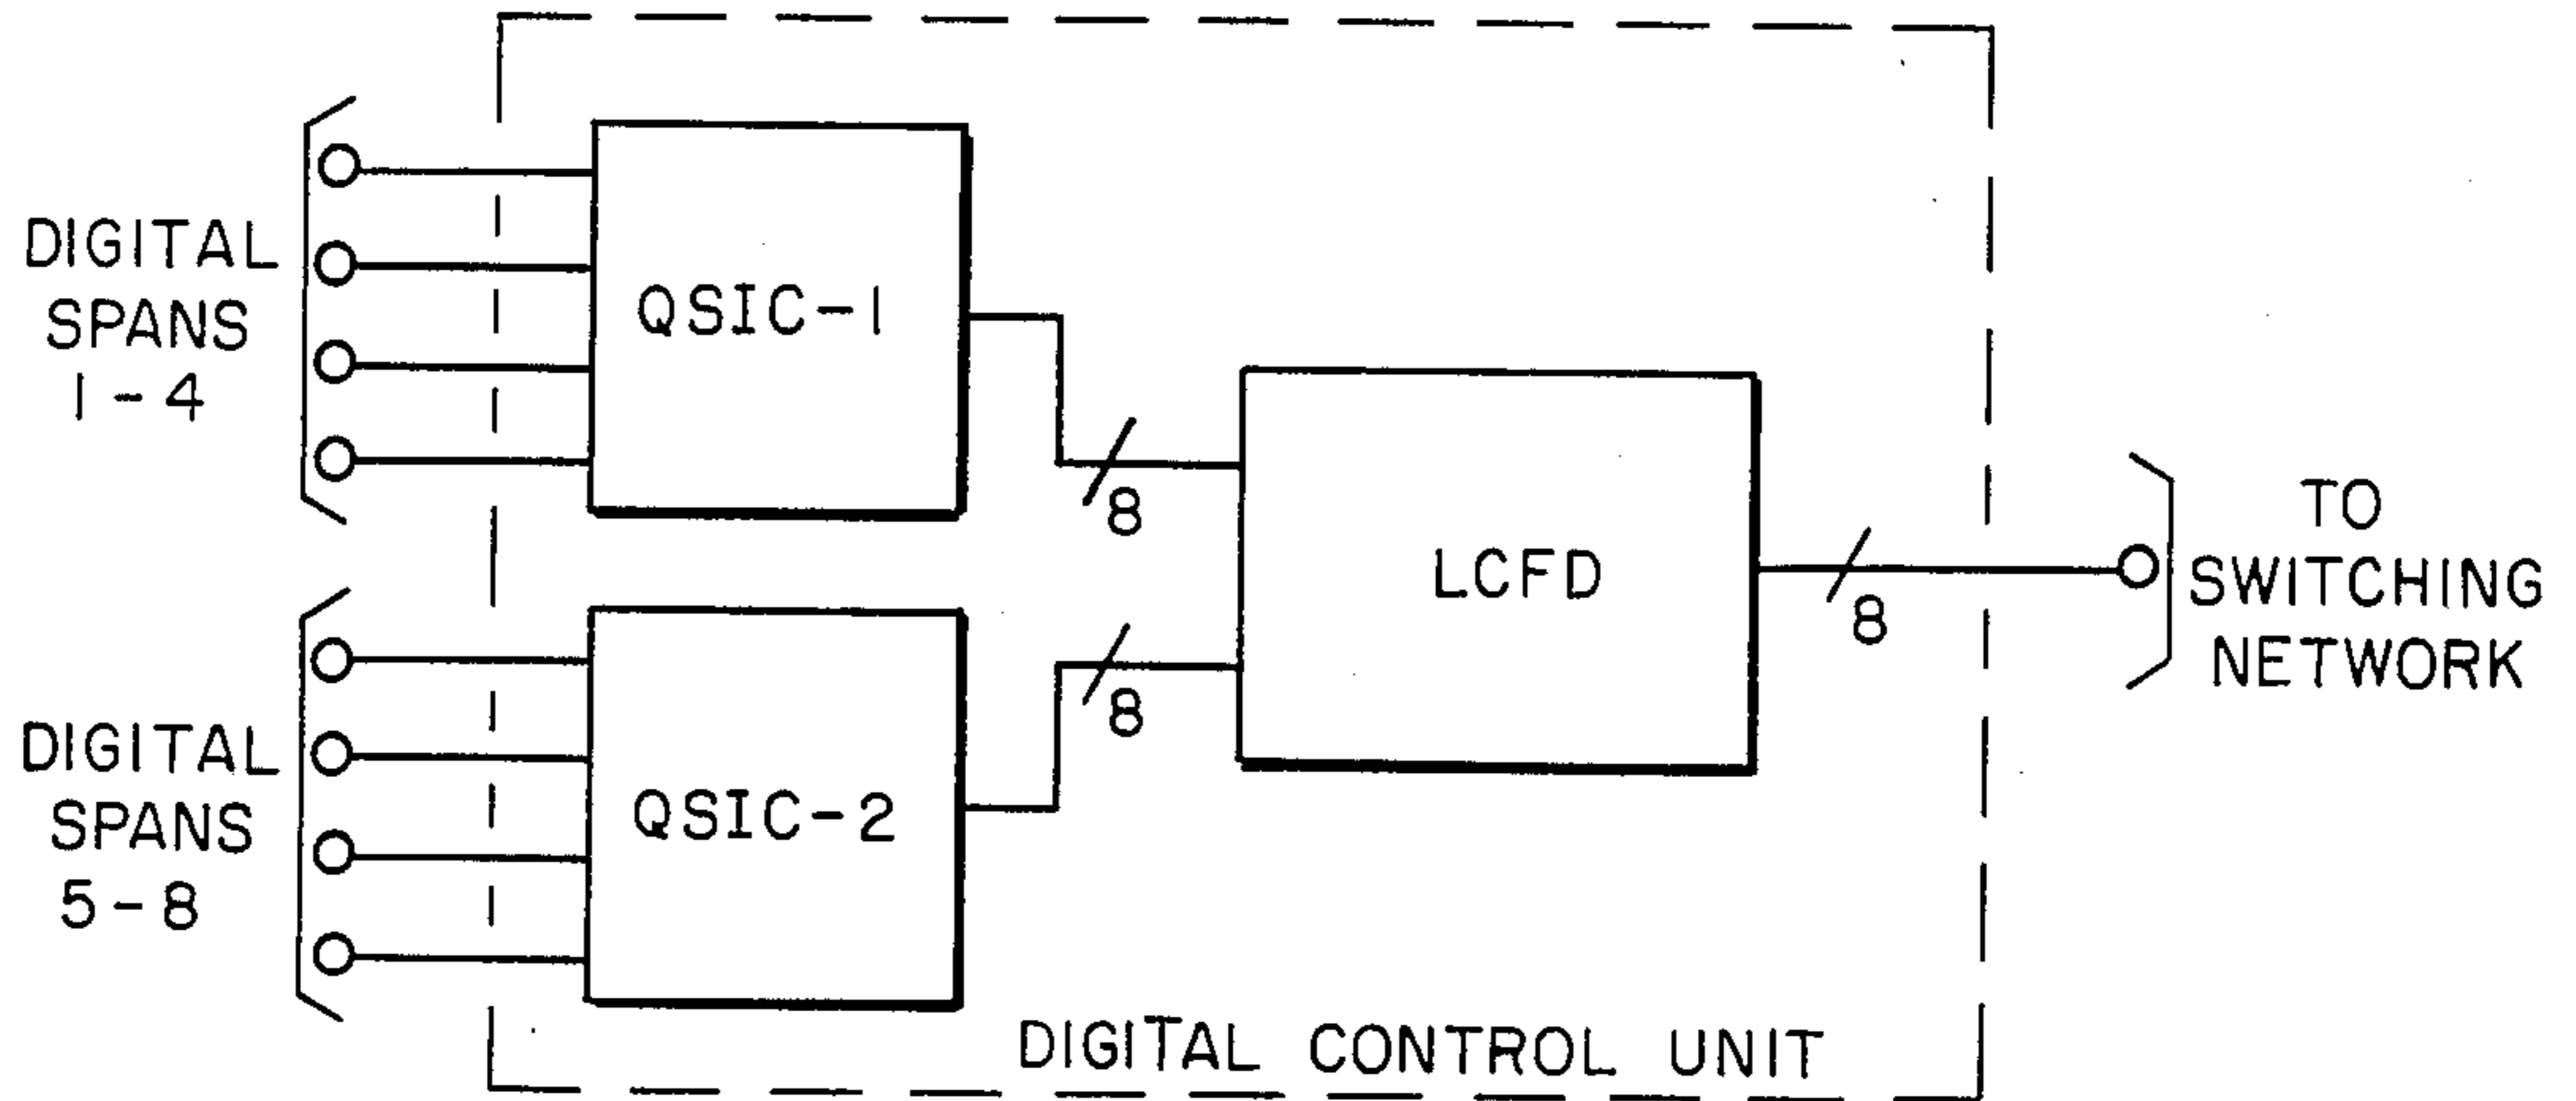 DIGITAL
SPANS
1-4
QSIC-1
8
DIGITAL
SPANS
5-8
QSIC-2
8
LCFD
8
TO
SWITCHING
NETWORK
DIGITAL CONTROL UNIT